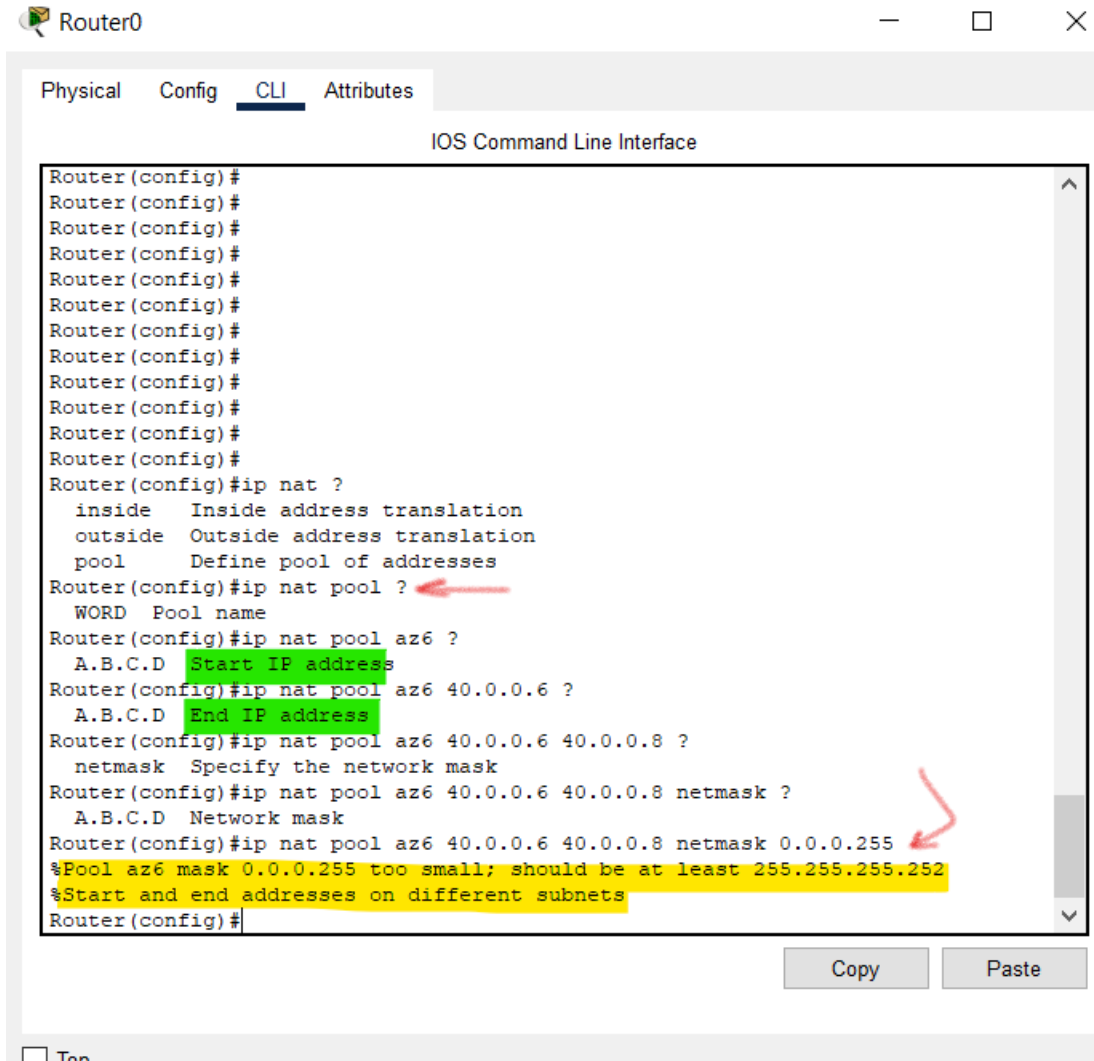 Router0
Physical Config CLI Attributes
IOS Command Line Interface
Router(config)#
Router(config)#
Router(config)#
Router(config)#
Router(config)#
Router(config)#
Router(config)#
Router(config)#
Router(config)#
Router(config)#
Router(config)#
Router(config)#
Router(config)#ip nat ?
inside Inside address translation
outside Outside address translation
pool Define pool of addresses
Router(config)#ip nat pool ?
WORD Pool name
Router(config)#ip nat pool az6 ?
A.B.C.D Start IP address
Router(config)#ip nat pool az6 40.0.0.6 ?
A.B.C.D End IP address
Router(config)#ip nat pool az6 40.0.0.6 40.0.0.8 ?
netmask Specify the network mask
Router(config)#ip nat pool az6 40.0.0.6 40.0.0.8 netmask ?
A.B.C.D Network mask
Router(config)#ip nat pool az6 40.0.0.6 40.0.0.8 netmask 0.0.0.255
%Pool az6 mask 0.0.0.255 too small; should be at least 255.255.255.252
%Start and end addresses on different subnets
Router(config)#
Copy Paste
Top